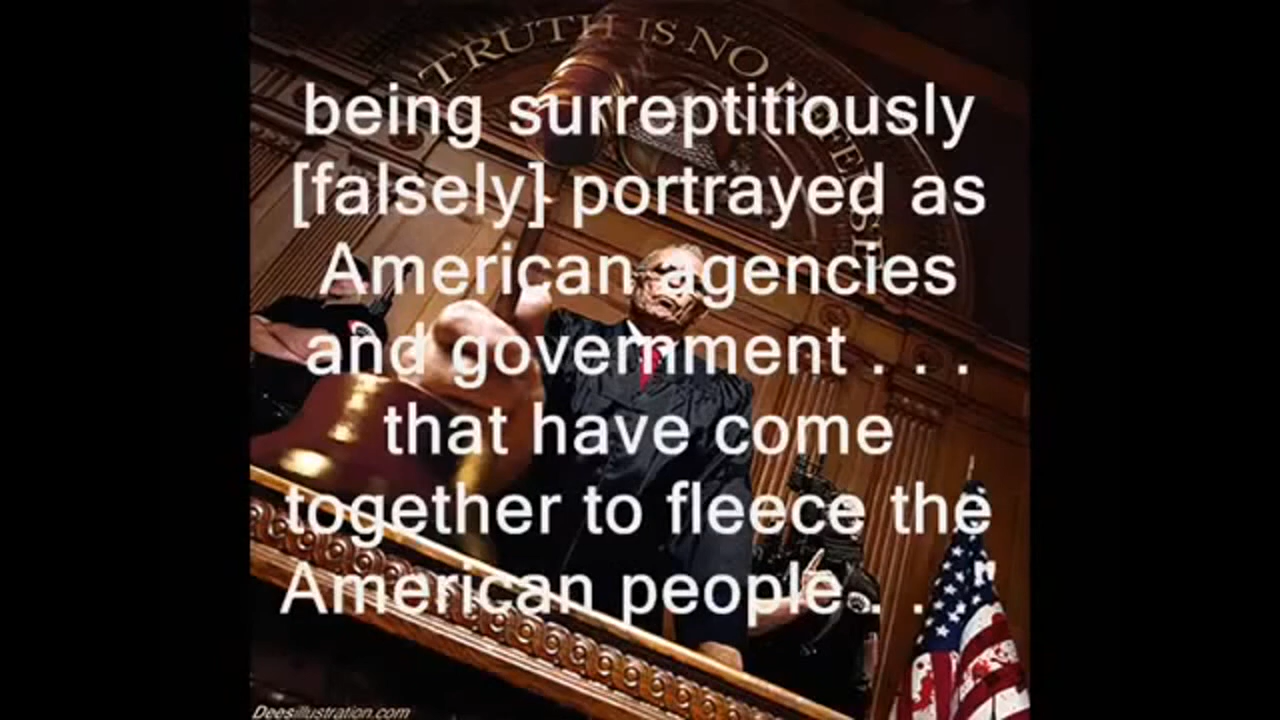 TRUTH IS NO DEFENSE
being surreptitiously
[falsely] portrayed as
American agencies
and government . . .
that have come
together to fleece the
American people . . "
Deesillustration.com